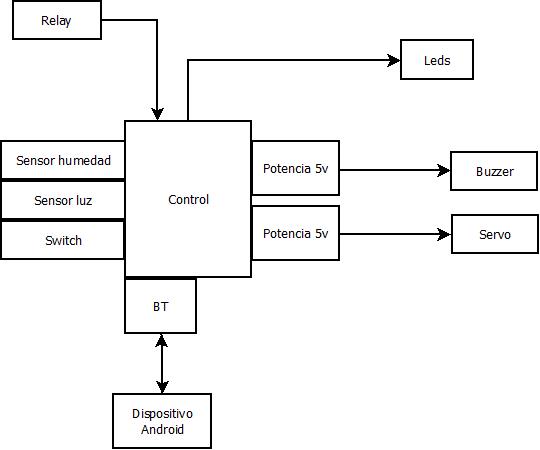 Relay
Leds
Sensor humedad
Potencia 5v
Buzzer
Sensor luz
Control
Switch
Potencia 5v
Servo
BT
Dispositivo
Android